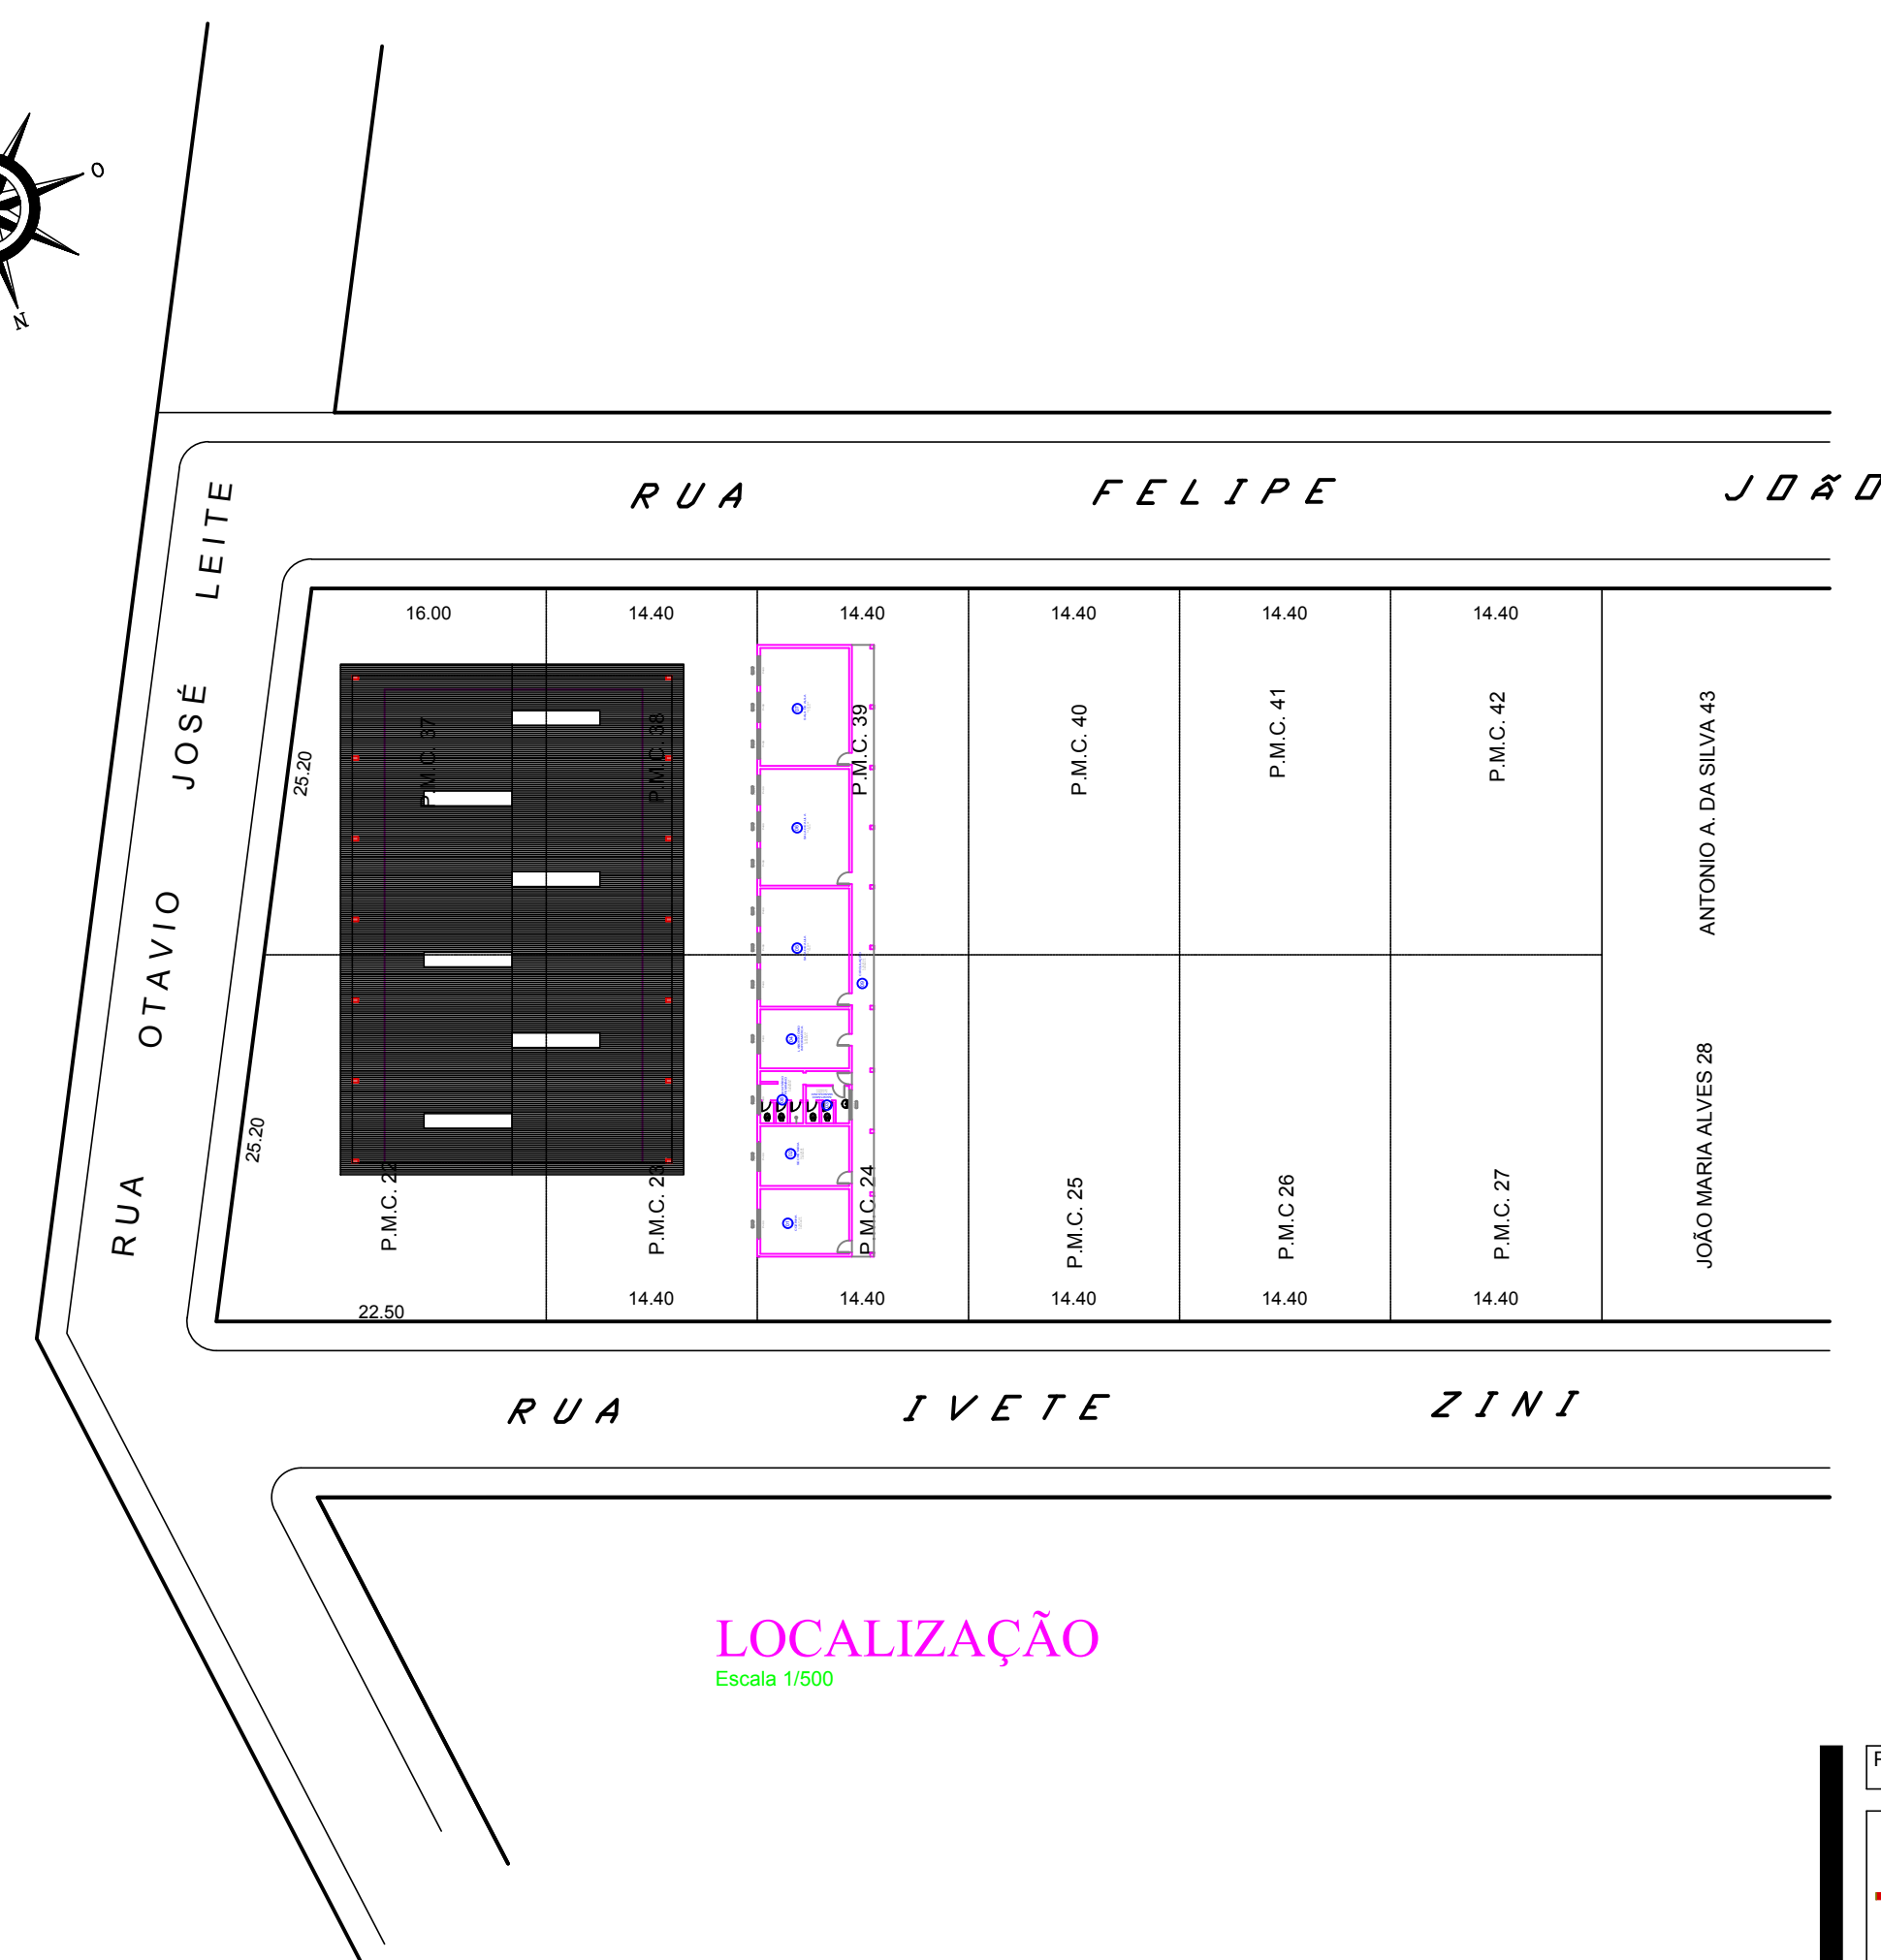 O
N
RUA FELIPE JOÃO
RUA OTAVIO JOSÉ LEITE
16.00 14.40 14.40 14.40 14.40 14.40
25.20
P.M.C. 37
P.M.C. 38
P.M.C. 39
P.M.C. 40
P.M.C. 41
P.M.C. 42
ANTONIO A. DA SILVA 43
25.20
P.M.C. 22
P.M.C. 23
P.M.C. 24
P.M.C. 25
P.M.C 26
P.M.C. 27
JOÃO MARIA ALVES 28
22.50 14.40 14.40 14.40 14.40 14.40
RUA IVETE ZINI
LOCALIZAÇÃO
Escala 1/500